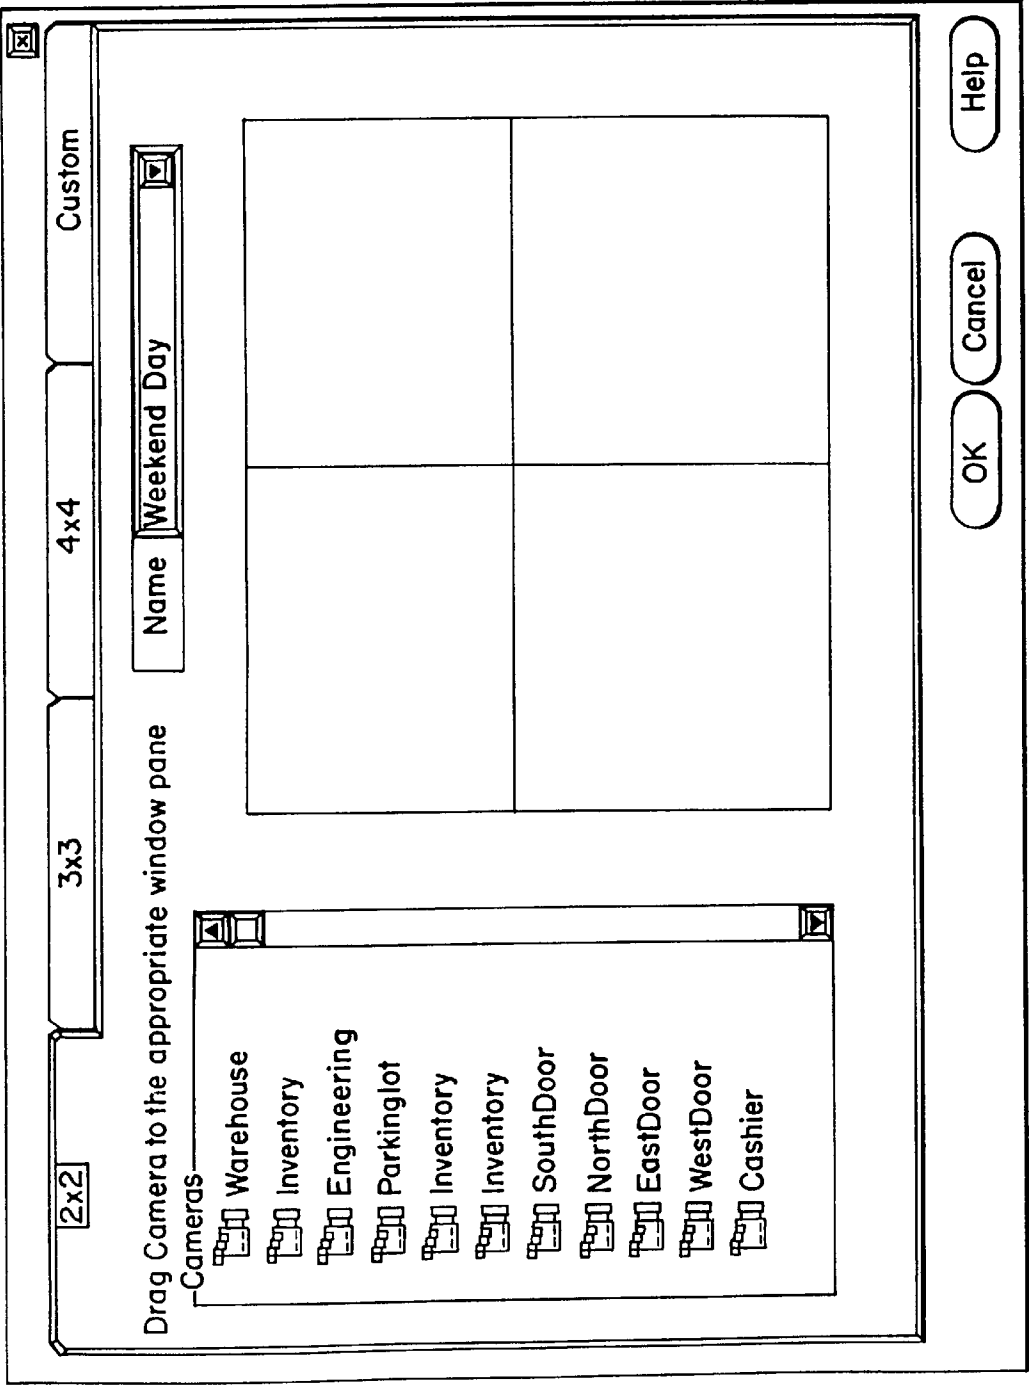 2x2 3x3 4x4 Custom
Drag Camera to the appropriate window pane
Name Weekend Day
Cameras
Warehouse
Inventory
Engineering
Parkinglot
Inventory
Inventory
SouthDoor
NorthDoor
EastDoor
WestDoor
Cashier
OK Cancel Help